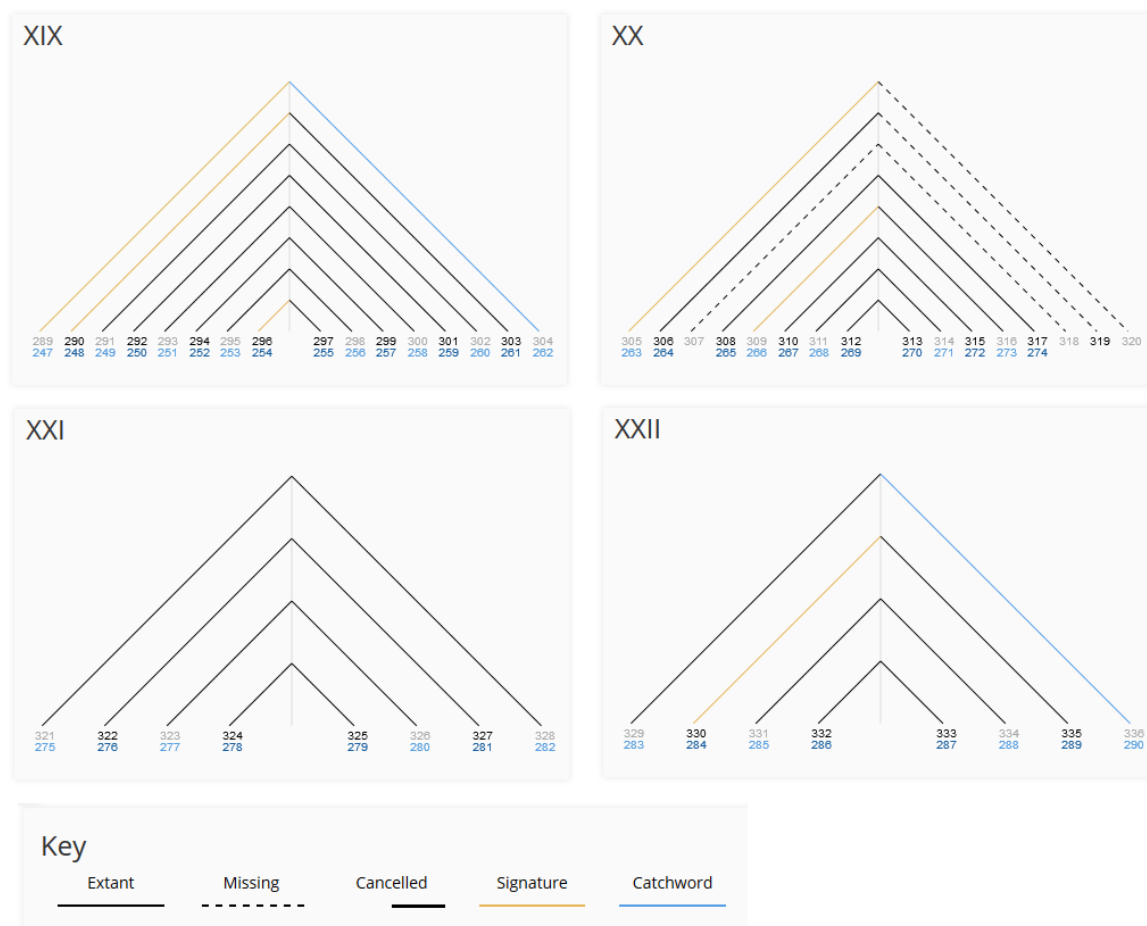 XIX
289 290 291 292 293 294 295 296 297 298 299 300 301 302 303 304
247 248 249 250 251 252 253 254 255 256 257 258 259 260 261 262
XX
305 306 307 308 309 310 311 312 313 314 315 316 317 318 319 320
263 264 265 266 267 268 269 270 271 272 273 274
XXI
321 322 323 324 325 326 327 328
275 276 277 278 279 280 281 282
XXII
329 330 331 332 333 334 335 336
283 284 285 286 287 288 289 290
Key
Extant Missing Cancelled Signature Catchword